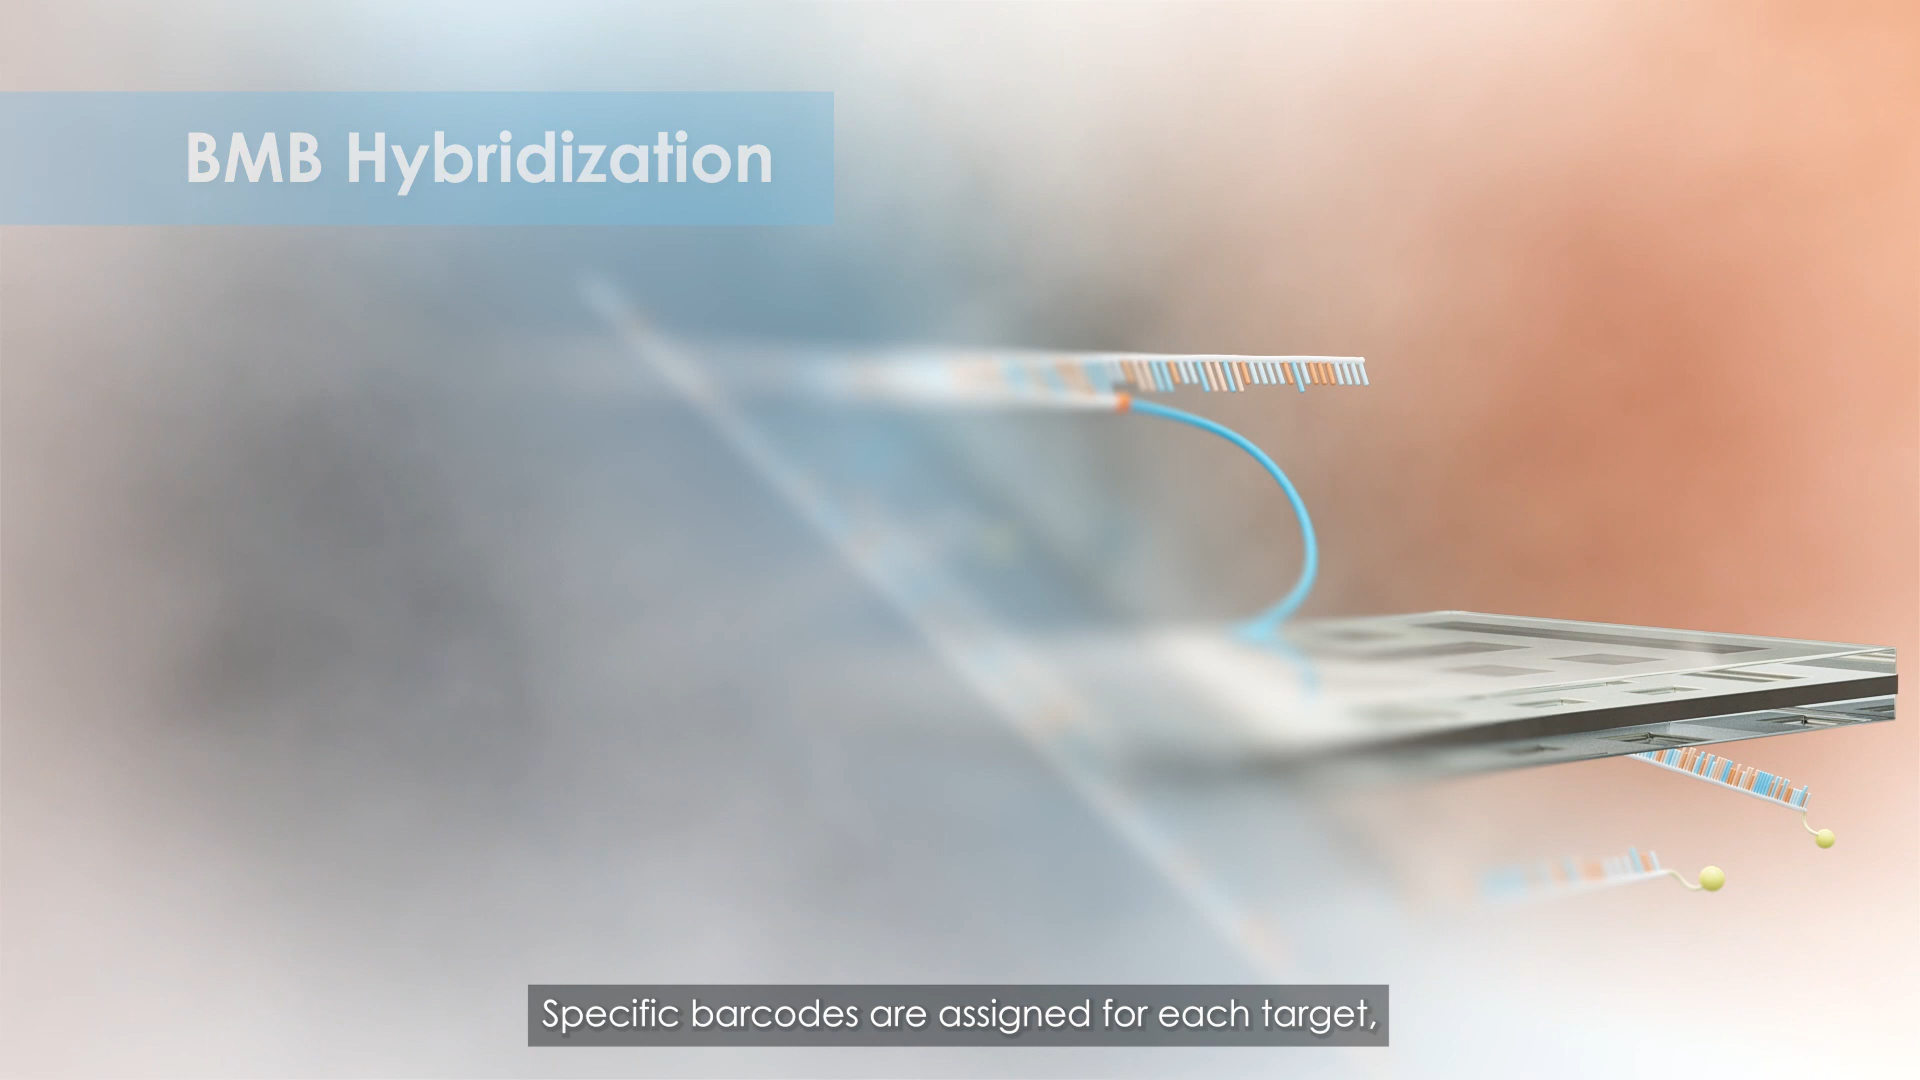 BMB Hybridization
Specific barcodes are assigned for each target,